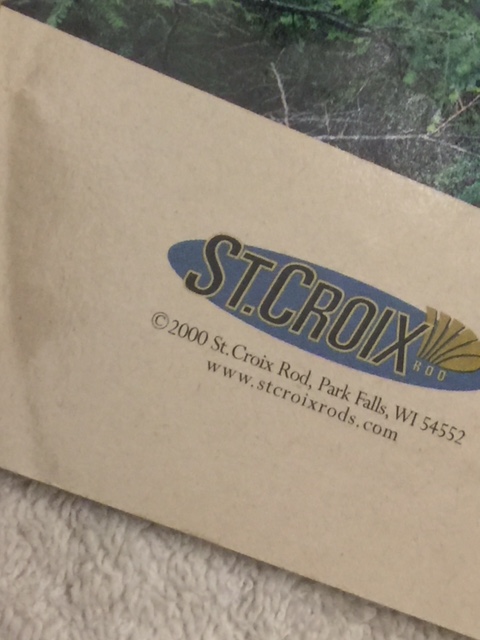 ST.CROIX
ROD
©2000 St.Croix Rod, Park Falls, WI 54552
www.stcroixrods.com